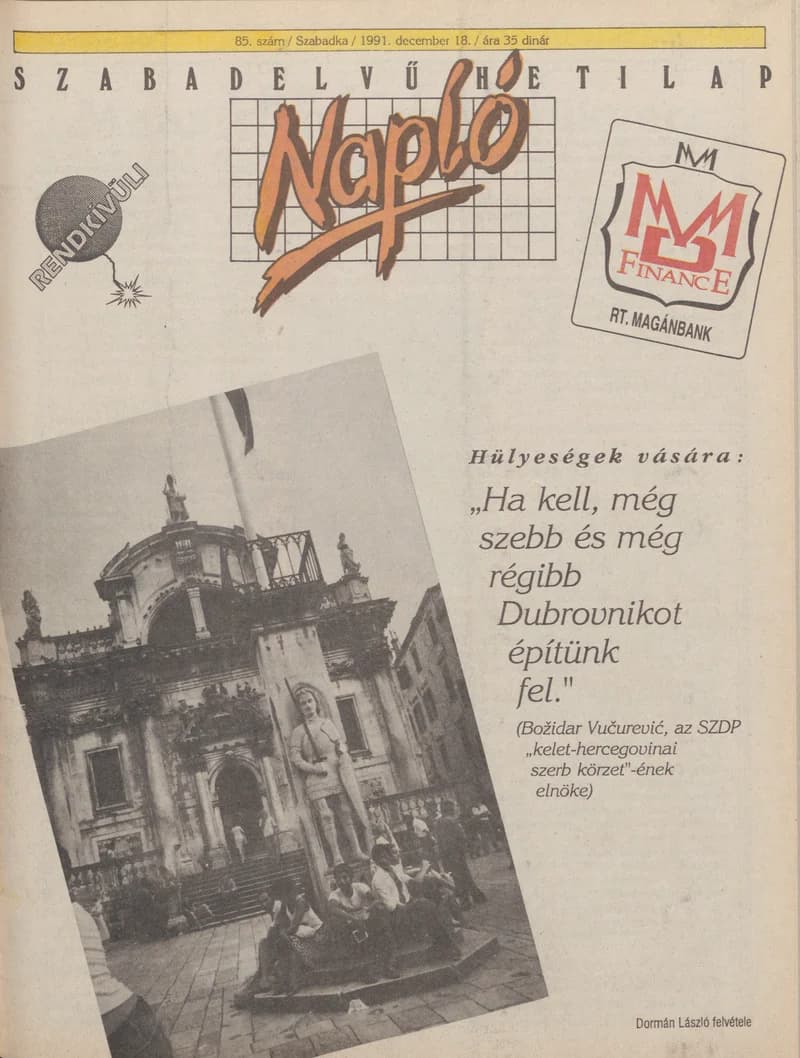 85. szám / Szabadka / 1991. december 18. / ára 35 dinár
SZABADELVŰ HETILAP
Napló
RENDKÍVÜLI
MDM
MDM
FINANCE
RT. MAGÁNBANK
Hülyeségek vására:
„Ha kell, még
szebb és még
régibb
Dubrovnikot
építünk
fel."
(Božidar Vučurević, az SZDP
„kelet-hercegovinai
szerb körzet"-ének
elnöke)
Dormán László felvétele